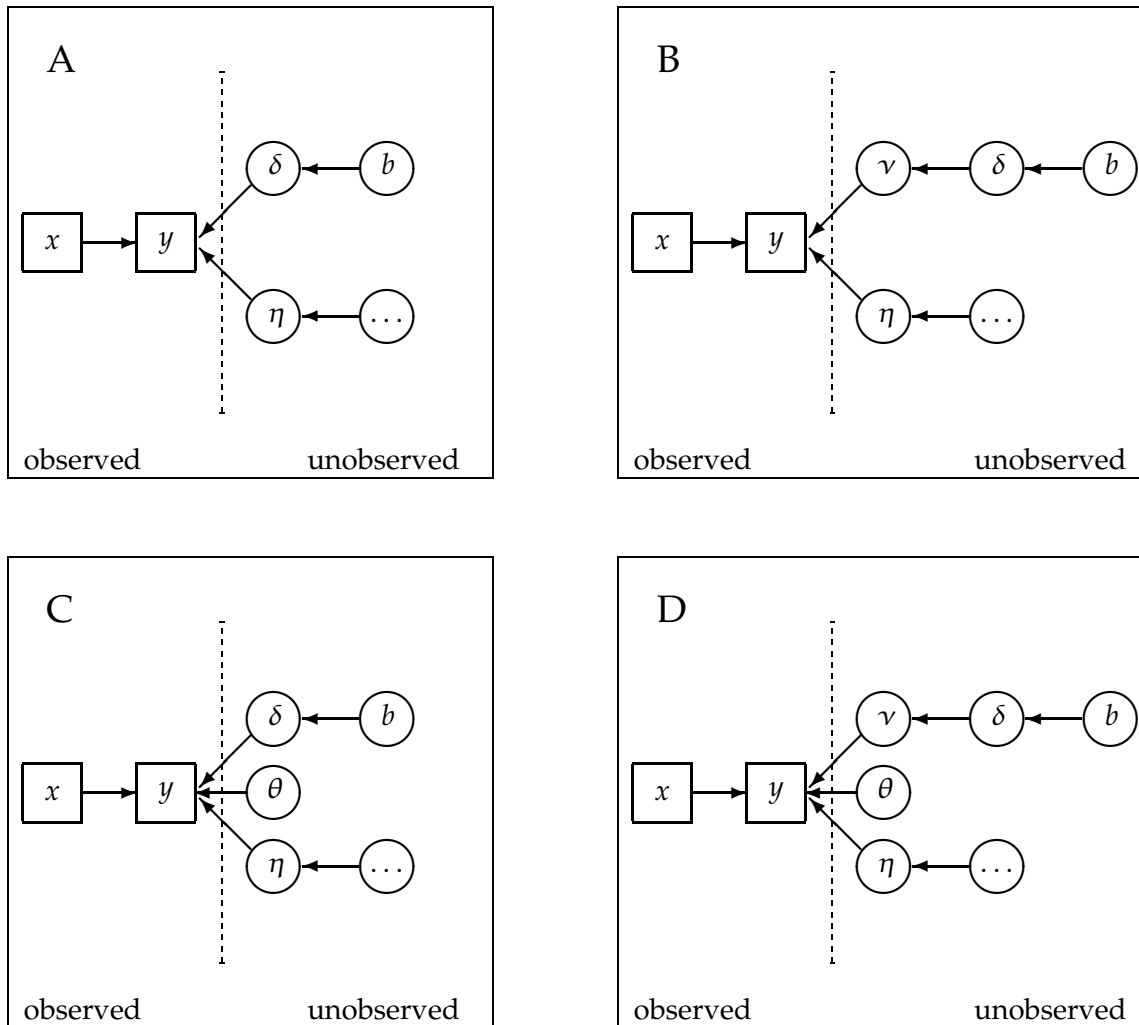 A
δ b
x y
η ...
observed unobserved
B
ν δ b
x y
η ...
observed unobserved
C
δ b
x y θ
η ...
observed unobserved
D
ν δ b
x y θ
η ...
observed unobserved